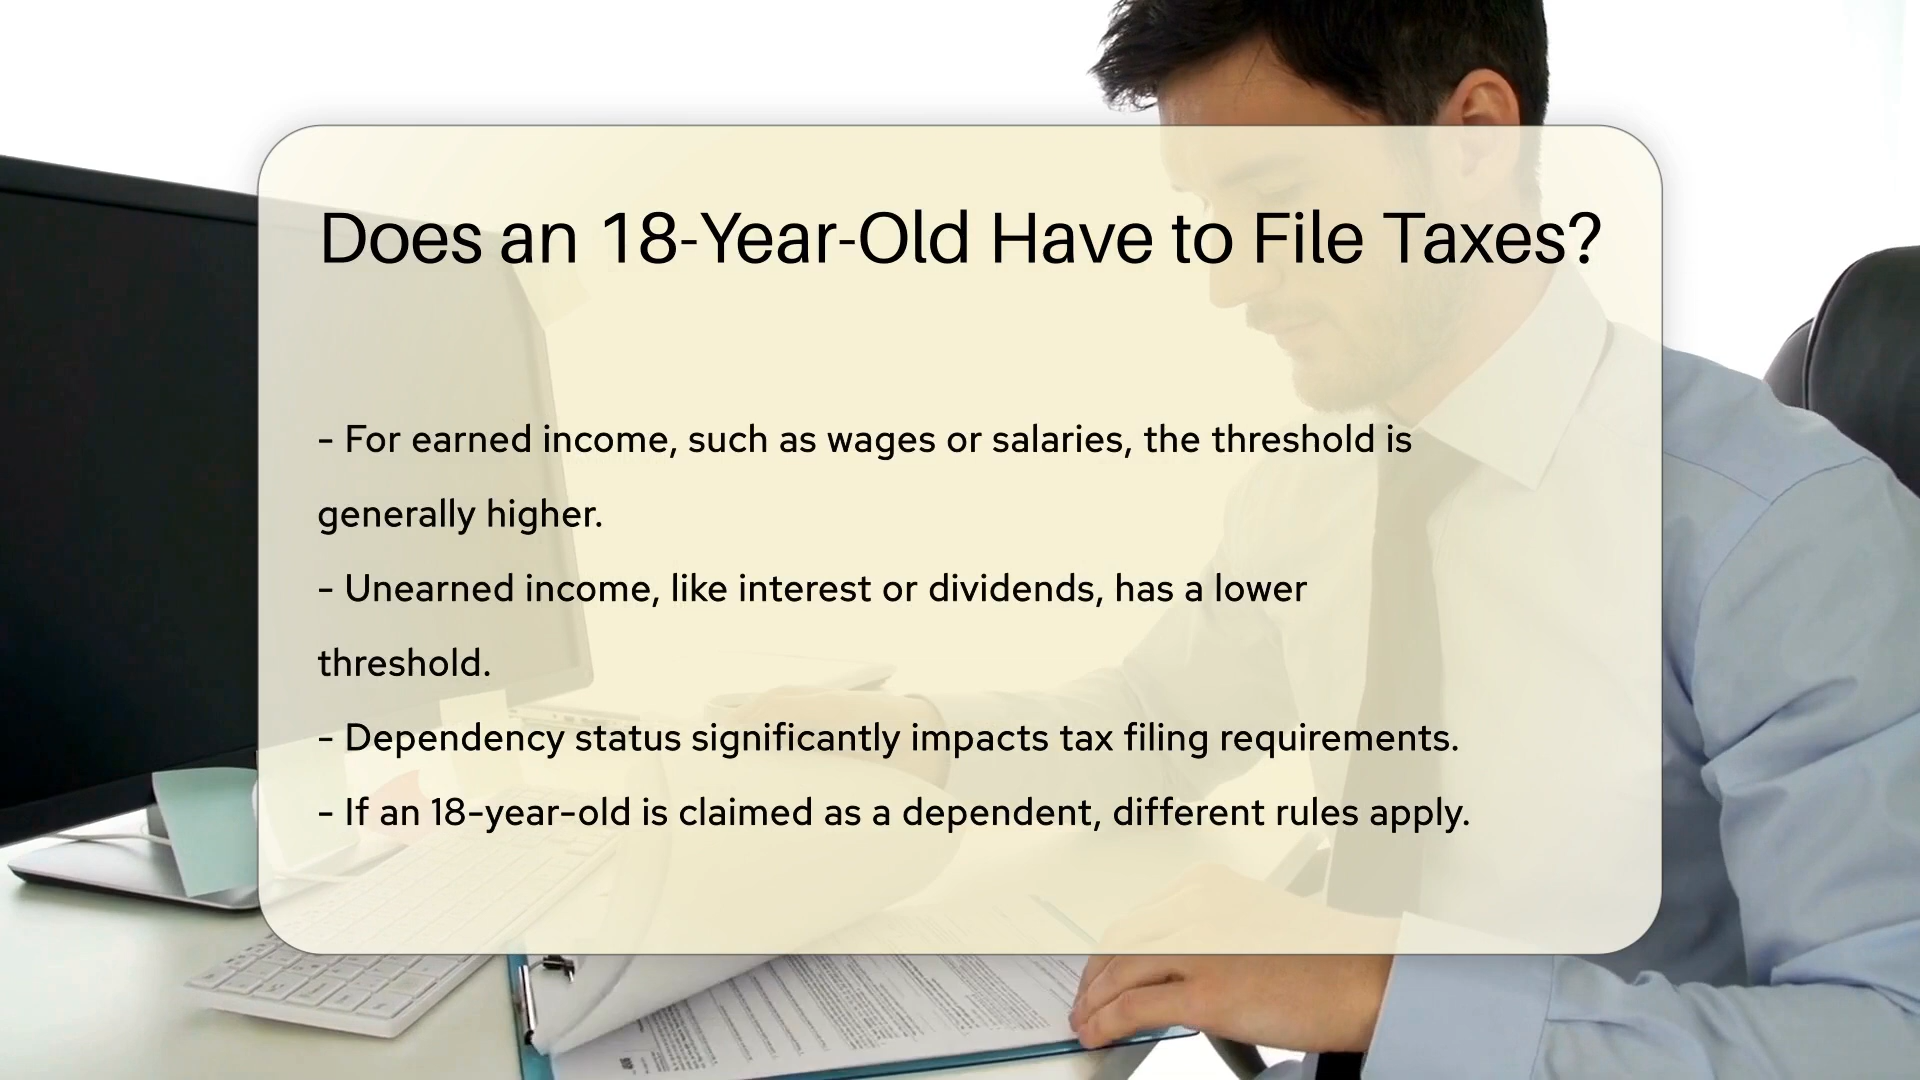 Does an 18-Year-Old Have to File Taxes?
- For earned income, such as wages or salaries, the threshold is
generally higher.
- Unearned income, like interest or dividends, has a lower
threshold.
- Dependency status significantly impacts tax filing requirements.
- If an 18-year-old is claimed as a dependent, different rules apply.